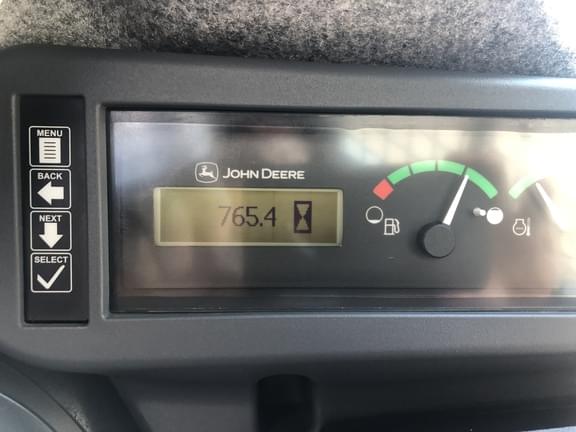 MENU
BACK
NEXT
SELECT
JOHN DEERE
765.4